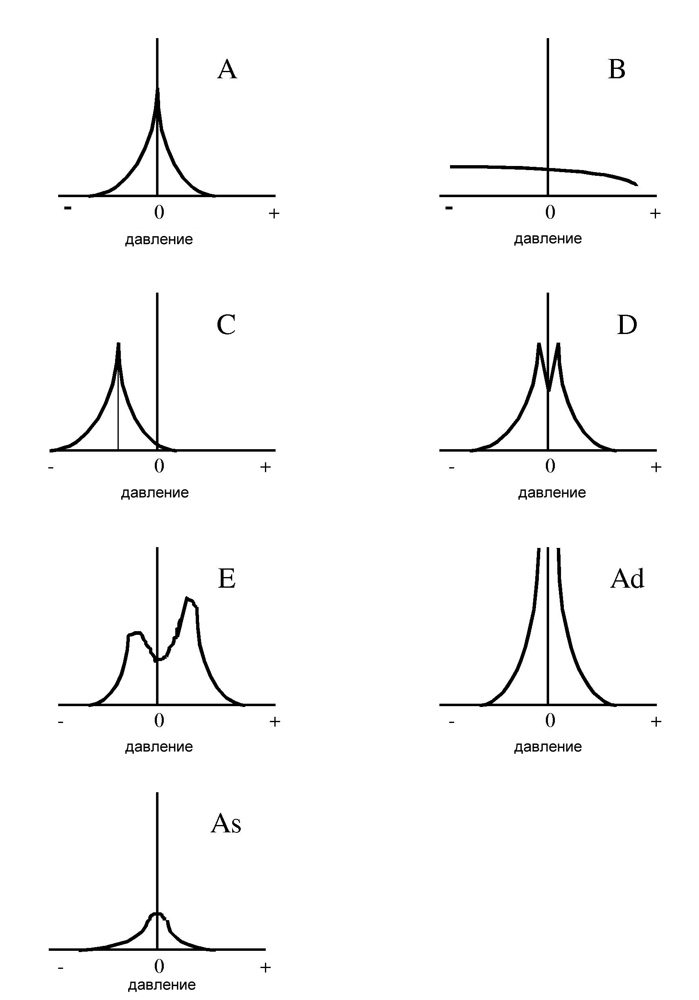 A
B
- 0 +
- 0 +
давление
давление
C
D
- 0 +
- 0 +
давление
давление
E
Ad
- 0 +
- 0 +
давление
давление
As
- 0 +
давление